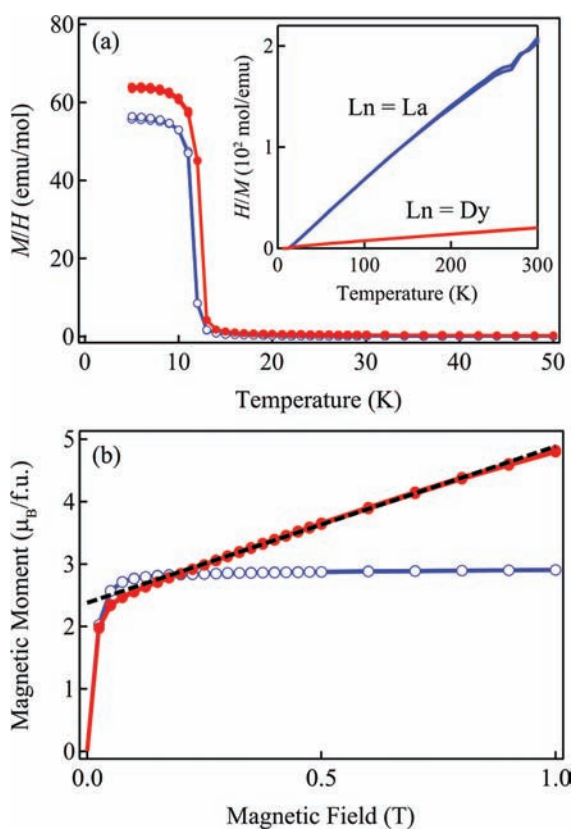 (a)
M/H (emu/mol)
80
60
40
20
0
0
10
20
30
40
50
Temperature (K)
H/M (10² mol/emu)
2
1
0
Ln = La
Ln = Dy
100
200
300
Temperature (K)
(b)
Magnetic Moment (μB/f.u.)
5
4
3
2
1
0
0.0
0.5
1.0
Magnetic Field (T)